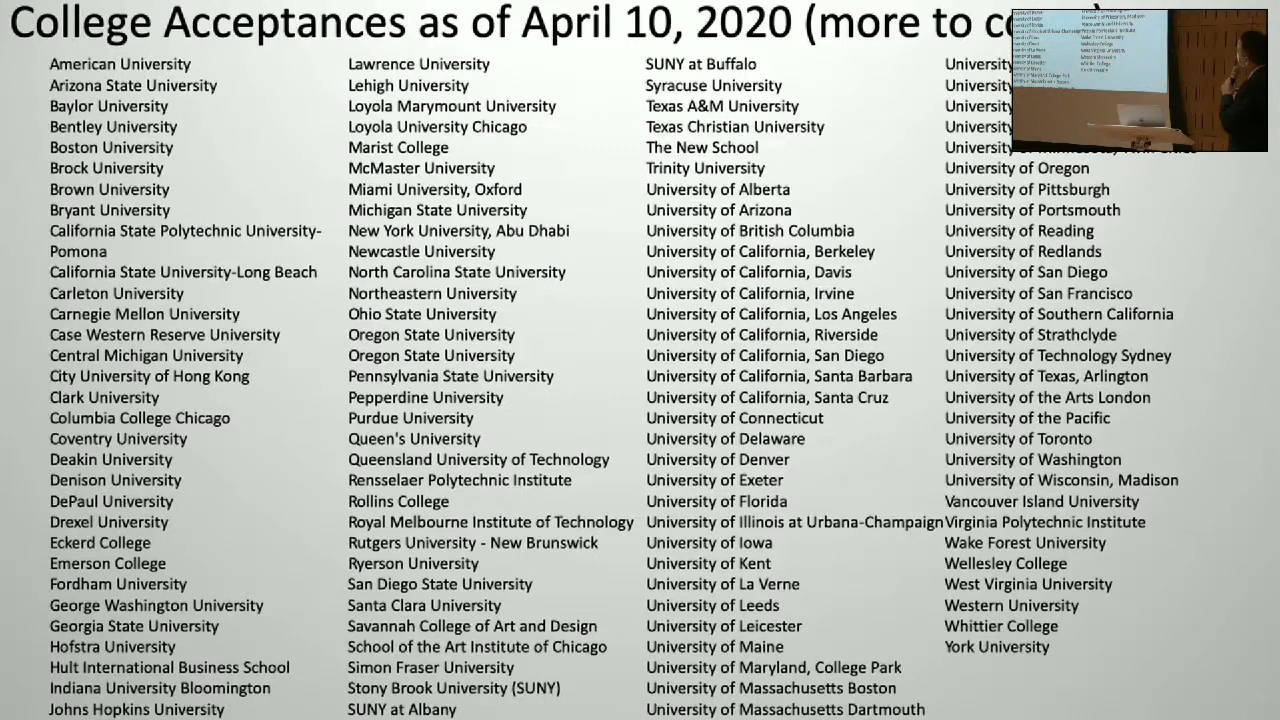 College Acceptances as of April 10, 2020 (more to
American University
Arizona State University
Baylor University
Bentley University
Boston University
Brock University
Brown University
Bryant University
California State Polytechnic University-
Pomona
California State University-Long Beach
Carleton University
Carnegie Mellon University
Case Western Reserve University
Central Michigan University
City University of Hong Kong
Clark University
Columbia College Chicago
Coventry University
Deakin University
Denison University
DePaul University
Drexel University
Eckerd College
Emerson College
Fordham University
George Washington University
Georgia State University
Hofstra University
Hult International Business School
Indiana University Bloomington
Johns Hopkins University
Lawrence University
Lehigh University
Loyola Marymount University
Loyola University Chicago
Marist College
McMaster University
Miami University, Oxford
Michigan State University
New York University, Abu Dhabi
Newcastle University
North Carolina State University
Northeastern University
Ohio State University
Oregon State University
Oregon State University
Pennsylvania State University
Pepperdine University
Purdue University
Queen's University
Queensland University of Technology
Rensselaer Polytechnic Institute
Rollins College
Royal Melbourne Institute of Technology
Rutgers University - New Brunswick
Ryerson University
San Diego State University
Santa Clara University
Savannah College of Art and Design
School of the Art Institute of Chicago
Simon Fraser University
Stony Brook University (SUNY)
SUNY at Albany
SUNY at Buffalo
Syracuse University
Texas A&M University
Texas Christian University
The New School
Trinity University
University of Alberta
University of Arizona
University of British Columbia
University of California, Berkeley
University of California, Davis
University of California, Irvine
University of California, Los Angeles
University of California, Riverside
University of California, San Diego
University of California, Santa Barbara
University of California, Santa Cruz
University of Connecticut
University of Delaware
University of Denver
University of Exeter
University of Florida
University of Illinois at Urbana-Champaign
University of Iowa
University of Kent
University of La Verne
University of Leeds
University of Leicester
University of Maine
University of Maryland, College Park
University of Massachusetts Boston
University of Massachusetts Dartmouth
University
University
University
University
University
University of Oregon
University of Pittsburgh
University of Portsmouth
University of Reading
University of Redlands
University of San Diego
University of San Francisco
University of Southern California
University of Strathclyde
University of Technology Sydney
University of Texas, Arlington
University of the Arts London
University of the Pacific
University of Toronto
University of Washington
University of Wisconsin, Madison
Vancouver Island University
Virginia Polytechnic Institute
Wake Forest University
Wellesley College
West Virginia University
Western University
Whittier College
York University